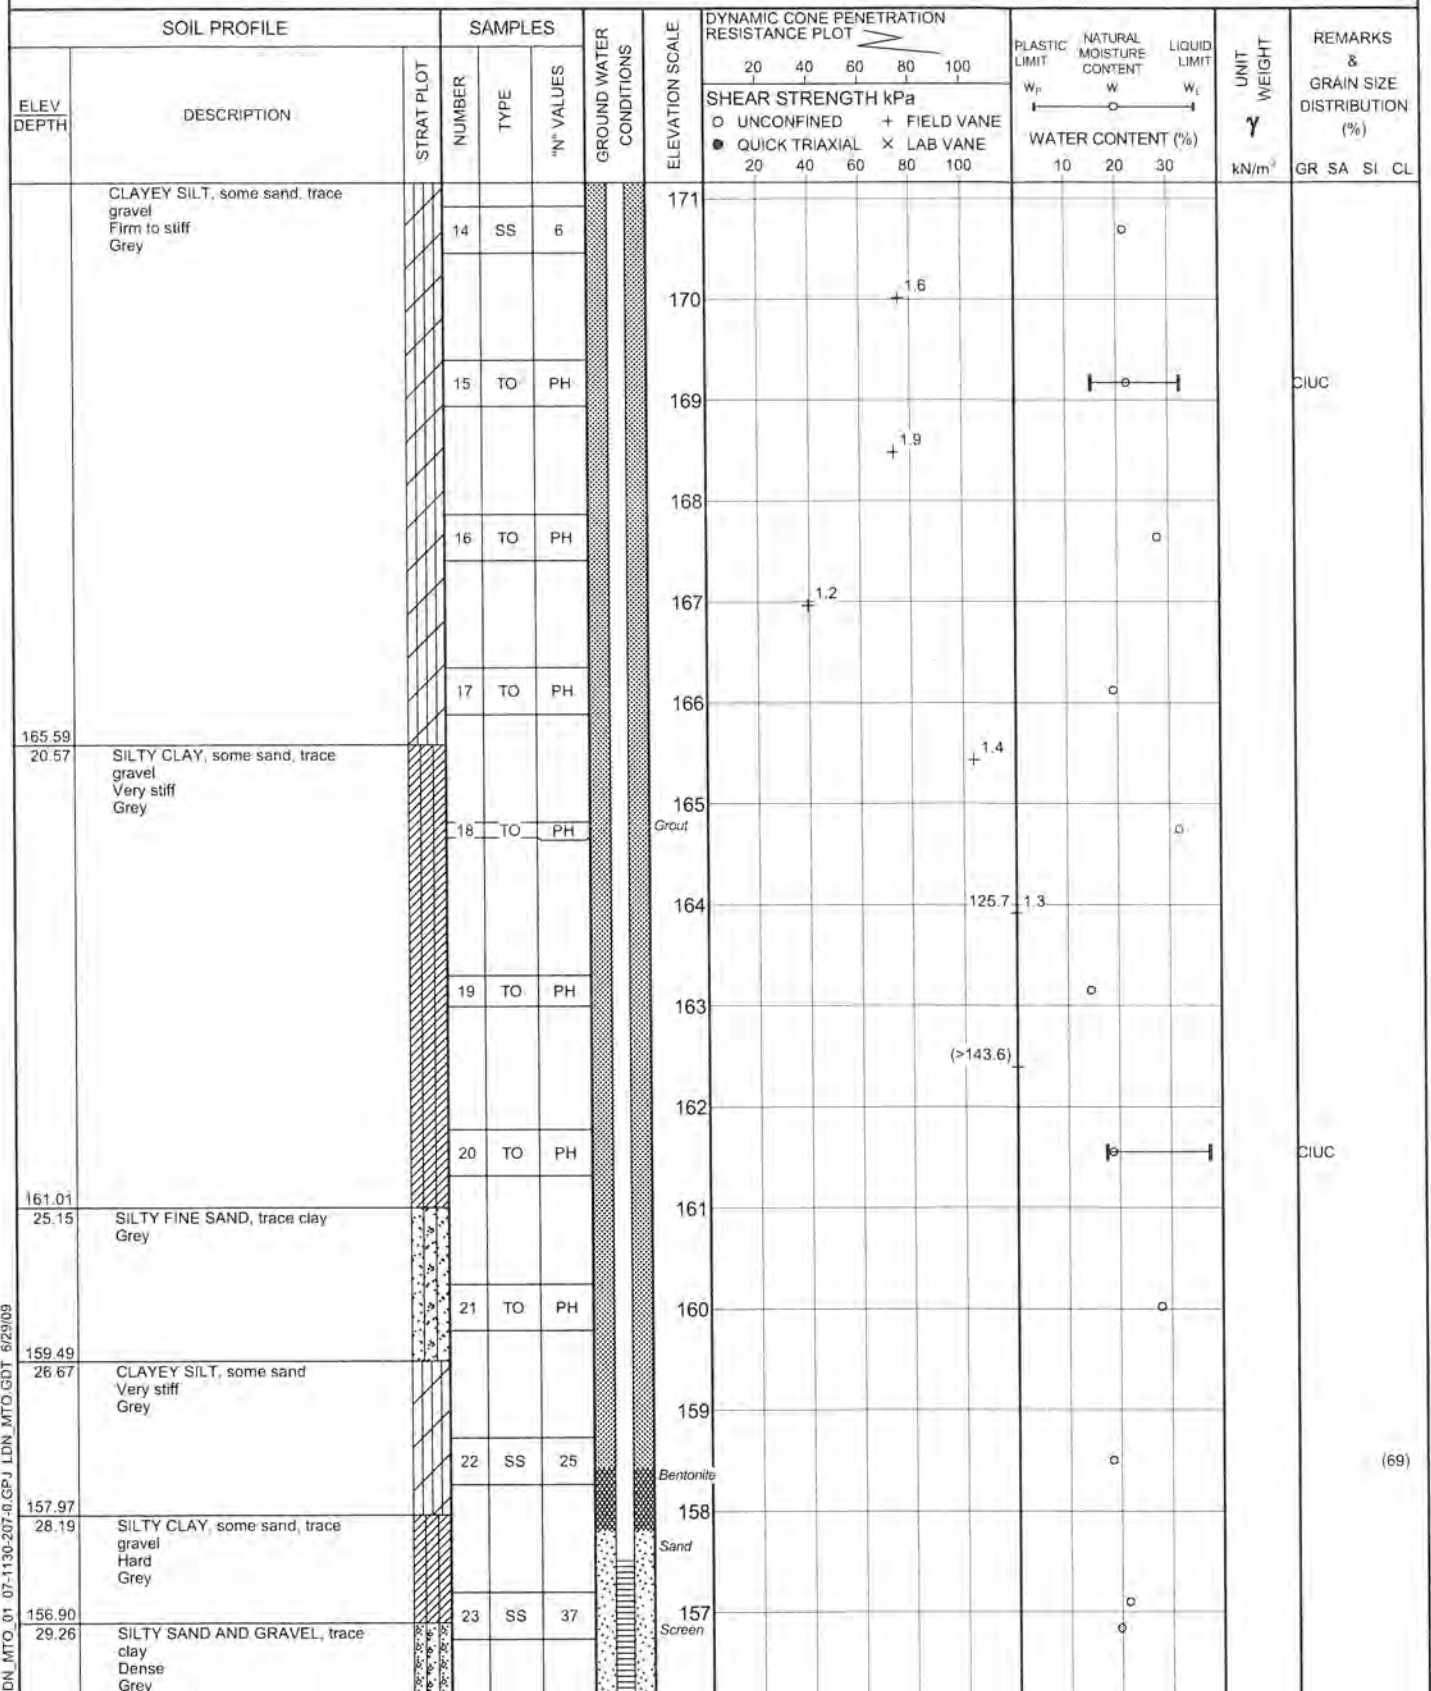 SOIL PROFILE
SAMPLES
GROUND WATER
CONDITIONS
ELEVATION SCALE
DYNAMIC CONE PENETRATION
RESISTANCE PLOT
20 40 60 80 100
PLASTIC
LIMIT
NATURAL
MOISTURE
CONTENT
LIQUID
LIMIT
WP
W
WL
UNIT
WEIGHT
γ
kN/m³
REMARKS
&
GRAIN SIZE
DISTRIBUTION
(%)
GR SA SI CL
ELEV
DEPTH
DESCRIPTION
STRAT PLOT
NUMBER
TYPE
"N" VALUES
SHEAR STRENGTH kPa
O UNCONFINED + FIELD VANE
● QUICK TRIAXIAL × LAB VANE
20 40 60 80 100
WATER CONTENT (%)
10 20 30
CLAYEY SILT, some sand, trace
gravel
Firm to stiff
Grey
171
14 SS 6
1.6
170
15 TO PH
CIUC
169
1.9
168
16 TO PH
1.2
167
17 TO PH
166
165.59
20.57
SILTY CLAY, some sand, trace
gravel
Very stiff
Grey
1.4
165
18 TO PH
Grout
125.7 1.3
164
19 TO PH
163
(>143.6)
162
20 TO PH
CIUC
161.01
25.15
SILTY FINE SAND, trace clay
Grey
161
21 TO PH
160
159.49
26.67
CLAYEY SILT, some sand
Very stiff
Grey
159
22 SS 25
(69)
Bentonite
157.97
28.19
158
SILTY CLAY, some sand, trace
gravel
Hard
Grey
Sand
23 SS 37
157
156.90
29.26
Screen
SILTY SAND AND GRAVEL, trace
clay
Dense
Grey
DN_MTO_01 07-1130-207-0.GPJ LDN_MTO.GDT 6/29/09